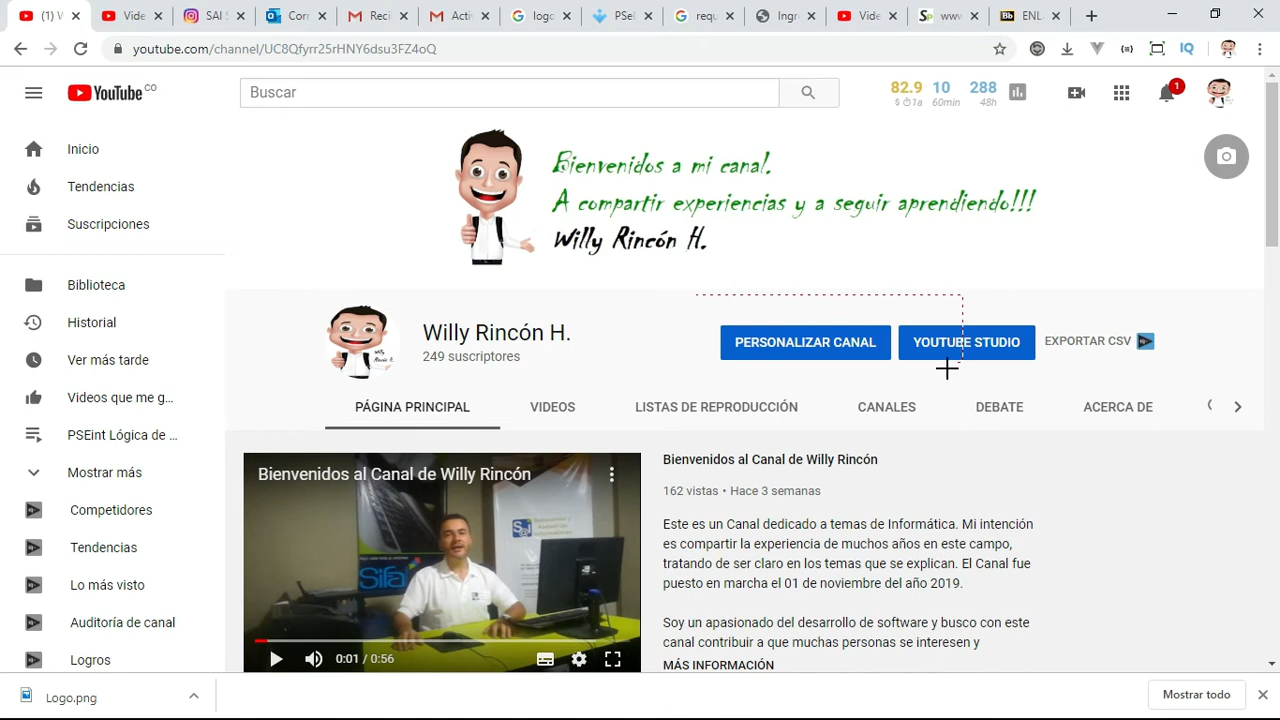 (1) W
Vide
SAI S
Corr
Reci
Activ
logo
PSel
requ
Ingre
Vide
www
ENL
youtube.com/channel/UC8Qfyrr25rHNY6dsu3FZ4oQ
YouTube CO
Buscar
82.9 10 288
$ 1a 60min 48h
1
Inicio
Tendencias
Suscripciones
Biblioteca
Historial
Ver más tarde
Videos que me g...
PSEint Lógica de ...
Mostrar más
Competidores
Tendencias
Lo más visto
Auditoría de canal
Logros
Bienvenidos a mi canal.
A compartir experiencias y a seguir aprendiendo!!!
Willy Rincón H.
Willy Rincón H.
249 suscriptores
PERSONALIZAR CANAL
YOUTUBE STUDIO
EXPORTAR CSV
PÁGINA PRINCIPAL VIDEOS LISTAS DE REPRODUCCIÓN CANALES DEBATE ACERCA DE
Bienvenidos al Canal de Willy Rincón
Sifai
0:01 / 0:56
Bienvenidos al Canal de Willy Rincón
162 vistas • Hace 3 semanas
Este es un Canal dedicado a temas de Informática. Mi intención
es compartir la experiencia de muchos años en este campo,
tratando de ser claro en los temas que se explican. El Canal fue
puesto en marcha el 01 de noviembre del año 2019.
Soy un apasionado del desarrollo de software y busco con este
canal contribuir a que muchas personas se interesen y
MÁS INFORMACIÓN
Logo.png
Mostrar todo